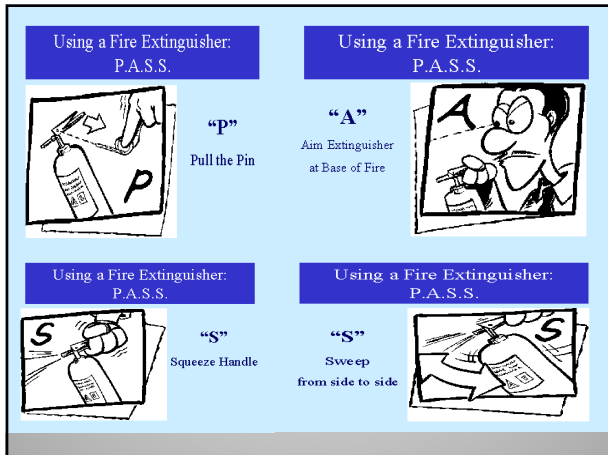 Using a Fire Extinguisher:
P.A.S.S.
“P”
Pull the Pin
P
Using a Fire Extinguisher:
P.A.S.S.
“A”
Aim Extinguisher
at Base of Fire
A
Using a Fire Extinguisher:
P.A.S.S.
S
“S”
Squeeze Handle
Using a Fire Extinguisher:
P.A.S.S.
“S”
Sweep
from side to side
S